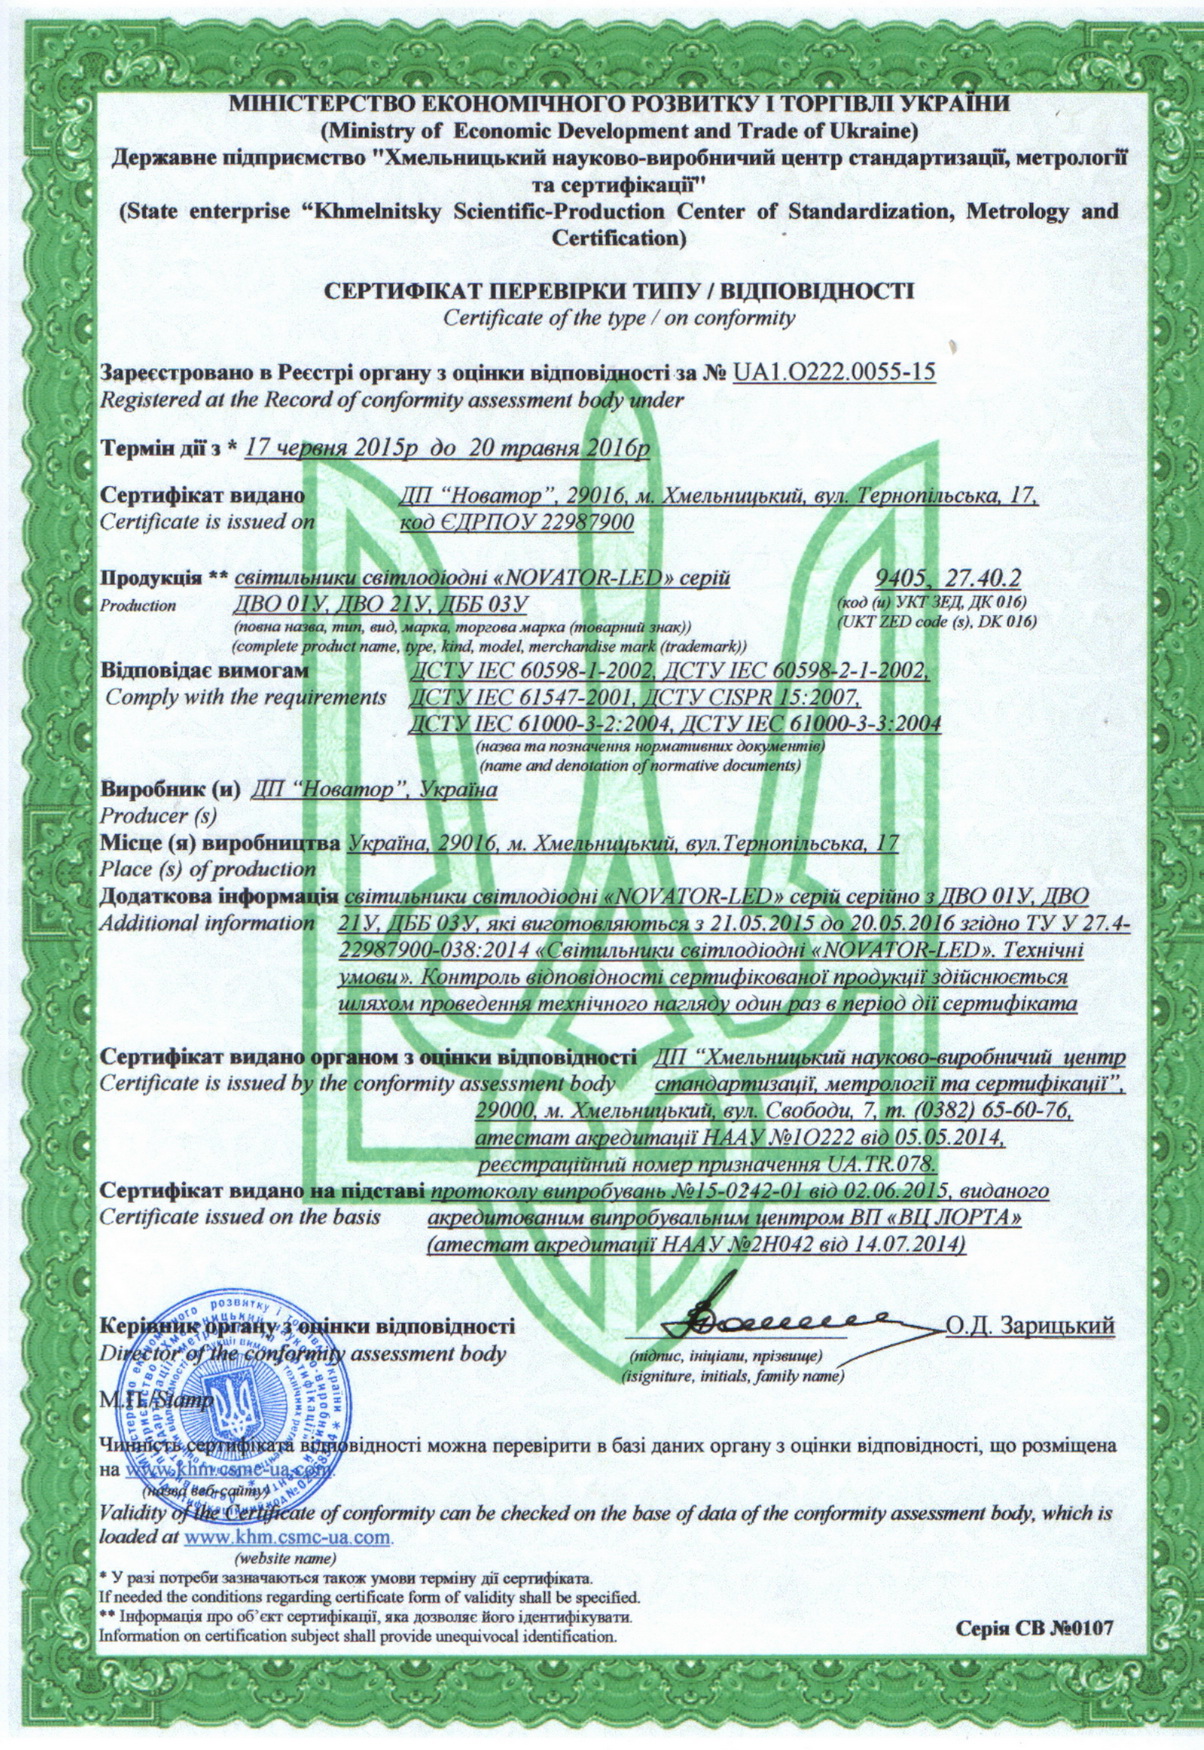 МІНІСТЕРСТВО ЕКОНОМІЧНОГО РОЗВИТКУ І ТОРГІВЛІ УКРАЇНИ
(Ministry of Economic Development and Trade of Ukraine)
Державне підприємство "Хмельницький науково-виробничий центр стандартизації, метрології
та сертифікації"
(State enterprise “Khmelnitsky Scientific-Production Center of Standardization, Metrology and
Certification)
СЕРТИФІКАТ ПЕРЕВІРКИ ТИПУ / ВІДПОВІДНОСТІ
Certificate of the type / on conformity
Зареєстровано в Реєстрі органу з оцінки відповідності за № UA1.O222.0055-15
Registered at the Record of conformity assessment body under
Термін дії з * 17 червня 2015р до 20 травня 2016р
Сертифікат видано ДП “Новатор”, 29016, м. Хмельницький, вул. Тернопільська, 17,
Certificate is issued on код ЄДРПОУ 22987900
Продукція ** світильники світлодіодні «NOVATOR-LED» серій 9405, 27.40.2
Production ДВО 01У, ДВО 21У, ДББ 03У (код (и) УКТ ЗЕД, ДК 016)
(повна назва, тип, вид, марка, торгова марка (товарний знак)) (UKT ZED code (s), DK 016)
(complete product name, type, kind, model, merchandise mark (trademark))
Відповідає вимогам ДСТУ IEC 60598-1-2002, ДСТУ IEC 60598-2-1-2002,
Comply with the requirements ДСТУ IEC 61547-2001, ДСТУ CISPR 15:2007,
ДСТУ IEC 61000-3-2:2004, ДСТУ IEC 61000-3-3:2004
(назва та позначення нормативних документів)
(name and denotation of normative documents)
Виробник (и) ДП “Новатор”, Україна
Producer (s)
Місце (я) виробництва Україна, 29016, м. Хмельницький, вул.Тернопільська, 17
Place (s) of production
Додаткова інформація світильники світлодіодні «NOVATOR-LED» серій серійно з ДВО 01У, ДВО
Additional information 21У, ДББ 03У, які виготовляються з 21.05.2015 до 20.05.2016 згідно ТУ У 27.4-
22987900-038:2014 «Світильники світлодіодні «NOVATOR-LED». Технічні
умови». Контроль відповідності сертифікованої продукції здійснюється
шляхом проведення технічного нагляду один раз в період дії сертифіката
Сертифікат видано органом з оцінки відповідності ДП “Хмельницький науково-виробничий центр
Certificate is issued by the conformity assessment body стандартизації, метрології та сертифікації”,
29000, м. Хмельницький, вул. Свободи, 7, т. (0382) 65-60-76,
атестат акредитації НААУ №1О222 від 05.05.2014,
реєстраційний номер призначення UA.TR.078.
Сертифікат видано на підставі протоколу випробувань №15-0242-01 від 02.06.2015, виданого
Certificate issued on the basis акредитованим випробувальним центром ВП «ВЦ ЛОРТА»
(атестат акредитації НААУ №2Н042 від 14.07.2014)
Керівник органу з оцінки відповідності О.Д. Зарицький
Director of the conformity assessment body (підпис, ініціали, прізвище)
(isigniture, initials, family name)
М.П./Stamp
Чинність сертифіката відповідності можна перевірити в базі даних органу з оцінки відповідності, що розміщена
на www.khm.csmc-ua.com.
(назва веб-сайту)
Validity of the Certificate of conformity can be checked on the base of data of the conformity assessment body, which is
loaded at www.khm.csmc-ua.com.
(website name)
* У разі потреби зазначаються також умови терміну дії сертифіката.
If needed the conditions regarding certificate form of validity shall be specified.
** Інформація про об’єкт сертифікації, яка дозволяє його ідентифікувати.
Information on certification subject shall provide unequivocal identification.
Серія СВ №0107